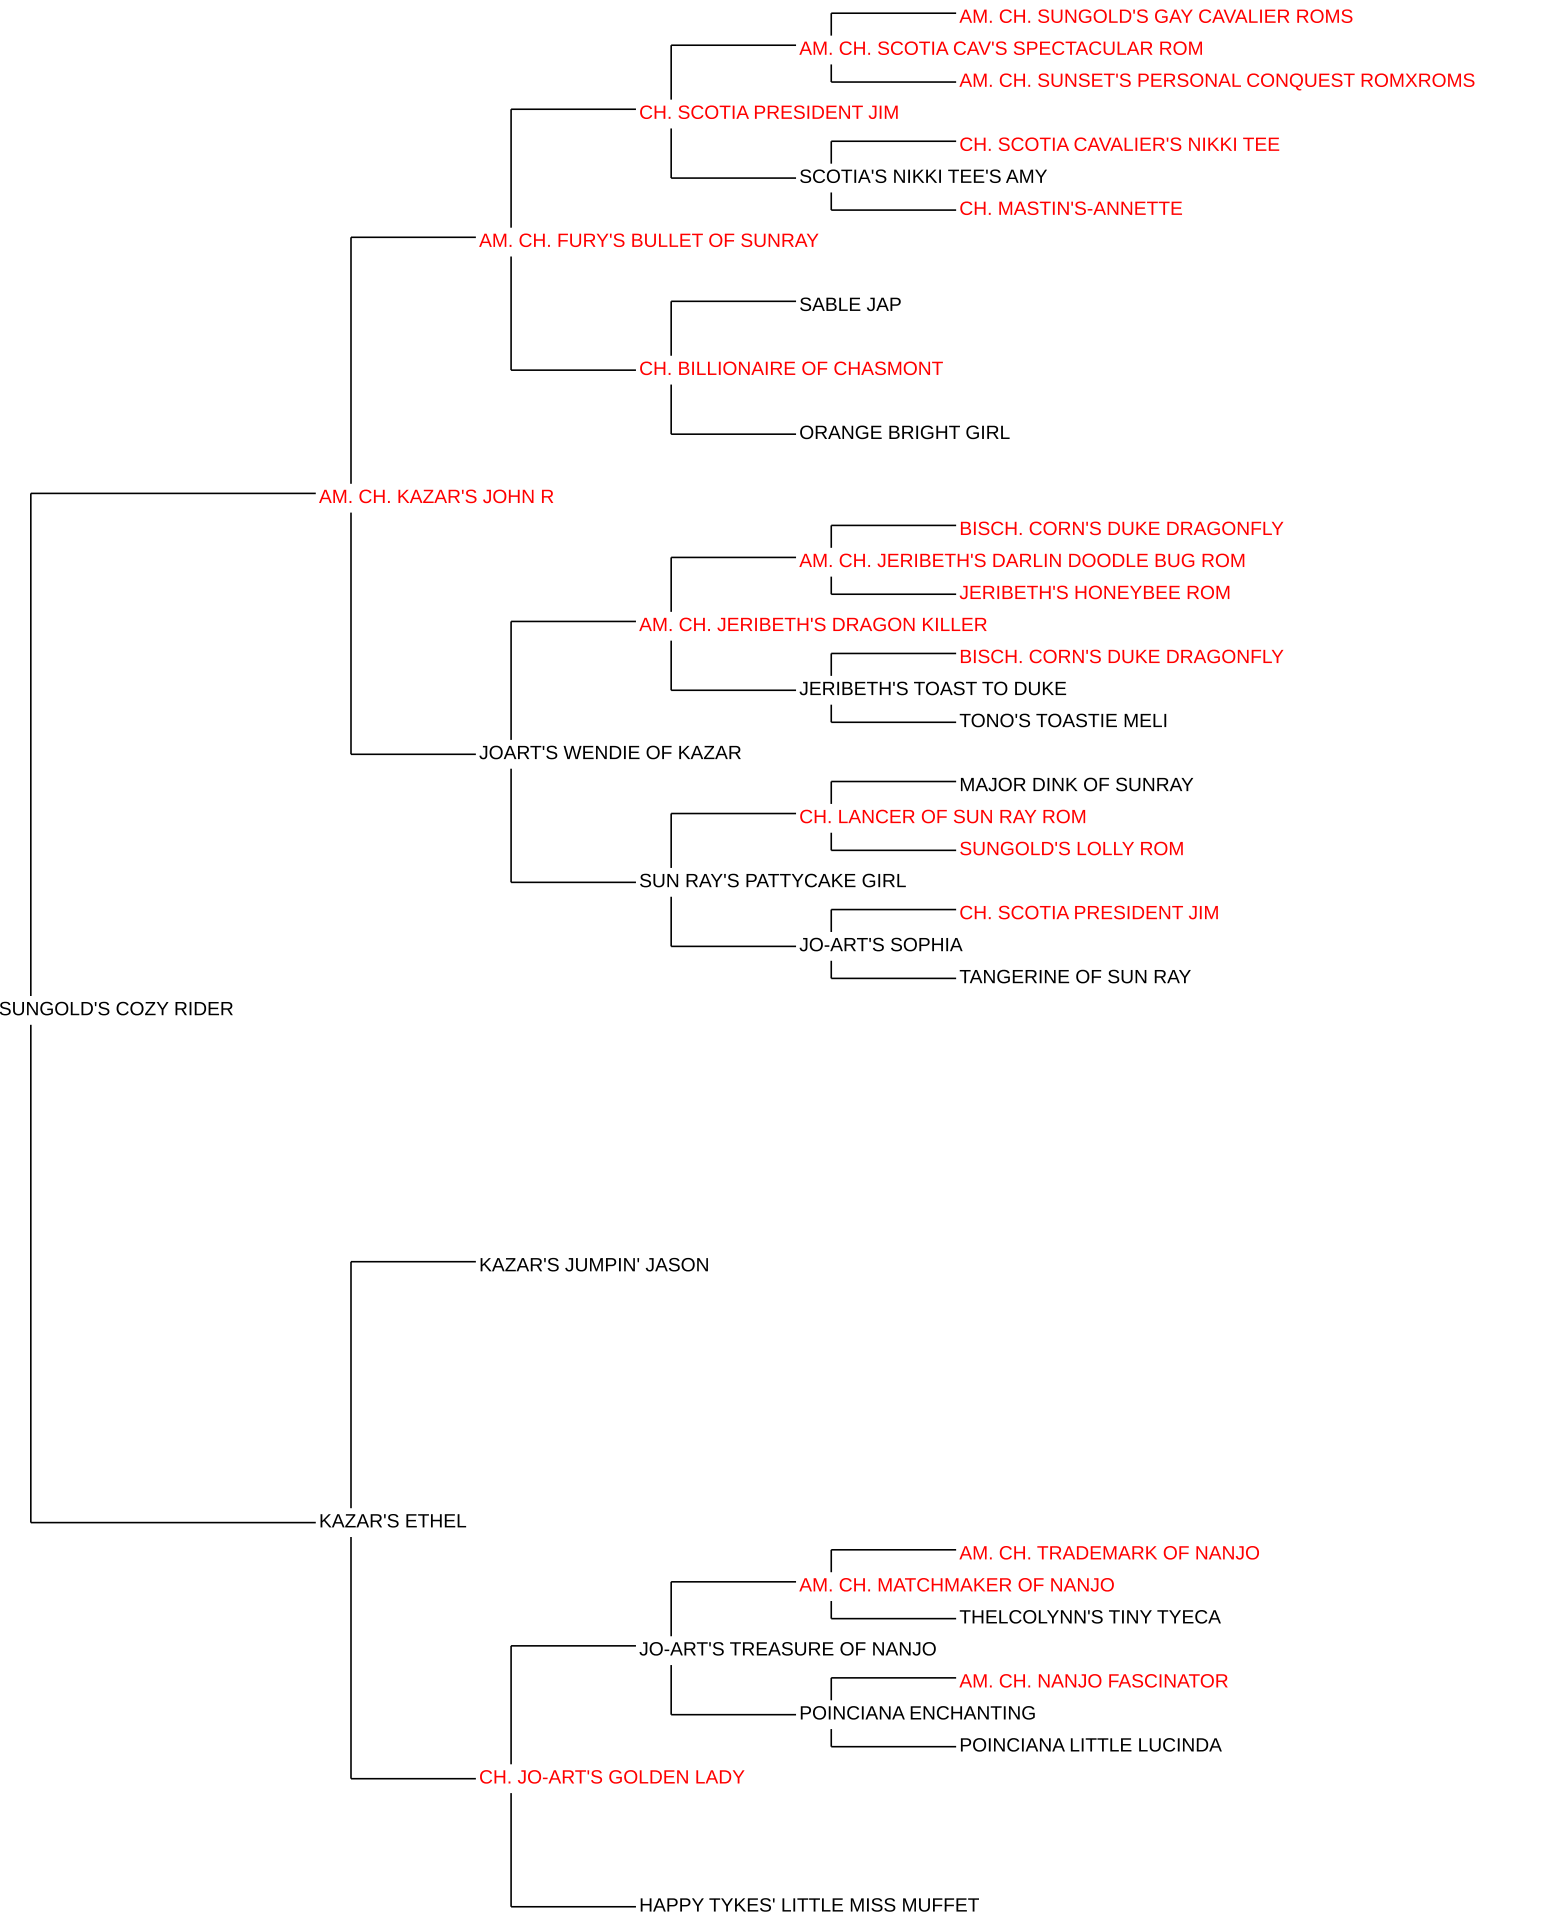 AM. CH. SUNGOLD'S GAY CAVALIER ROMS
AM. CH. SCOTIA CAV'S SPECTACULAR ROM
AM. CH. SUNSET'S PERSONAL CONQUEST ROMXROMS
CH. SCOTIA PRESIDENT JIM
CH. SCOTIA CAVALIER'S NIKKI TEE
SCOTIA'S NIKKI TEE'S AMY
CH. MASTIN'S-ANNETTE
AM. CH. FURY'S BULLET OF SUNRAY
SABLE JAP
CH. BILLIONAIRE OF CHASMONT
ORANGE BRIGHT GIRL
AM. CH. KAZAR'S JOHN R
BISCH. CORN'S DUKE DRAGONFLY
AM. CH. JERIBETH'S DARLIN DOODLE BUG ROM
JERIBETH'S HONEYBEE ROM
AM. CH. JERIBETH'S DRAGON KILLER
BISCH. CORN'S DUKE DRAGONFLY
JERIBETH'S TOAST TO DUKE
TONO'S TOASTIE MELI
JOART'S WENDIE OF KAZAR
MAJOR DINK OF SUNRAY
CH. LANCER OF SUN RAY ROM
SUNGOLD'S LOLLY ROM
SUN RAY'S PATTYCAKE GIRL
CH. SCOTIA PRESIDENT JIM
JO-ART'S SOPHIA
TANGERINE OF SUN RAY
SUNGOLD'S COZY RIDER
KAZAR'S JUMPIN' JASON
KAZAR'S ETHEL
AM. CH. TRADEMARK OF NANJO
AM. CH. MATCHMAKER OF NANJO
THELCOLYNN'S TINY TYECA
JO-ART'S TREASURE OF NANJO
AM. CH. NANJO FASCINATOR
POINCIANA ENCHANTING
POINCIANA LITTLE LUCINDA
CH. JO-ART'S GOLDEN LADY
HAPPY TYKES' LITTLE MISS MUFFET